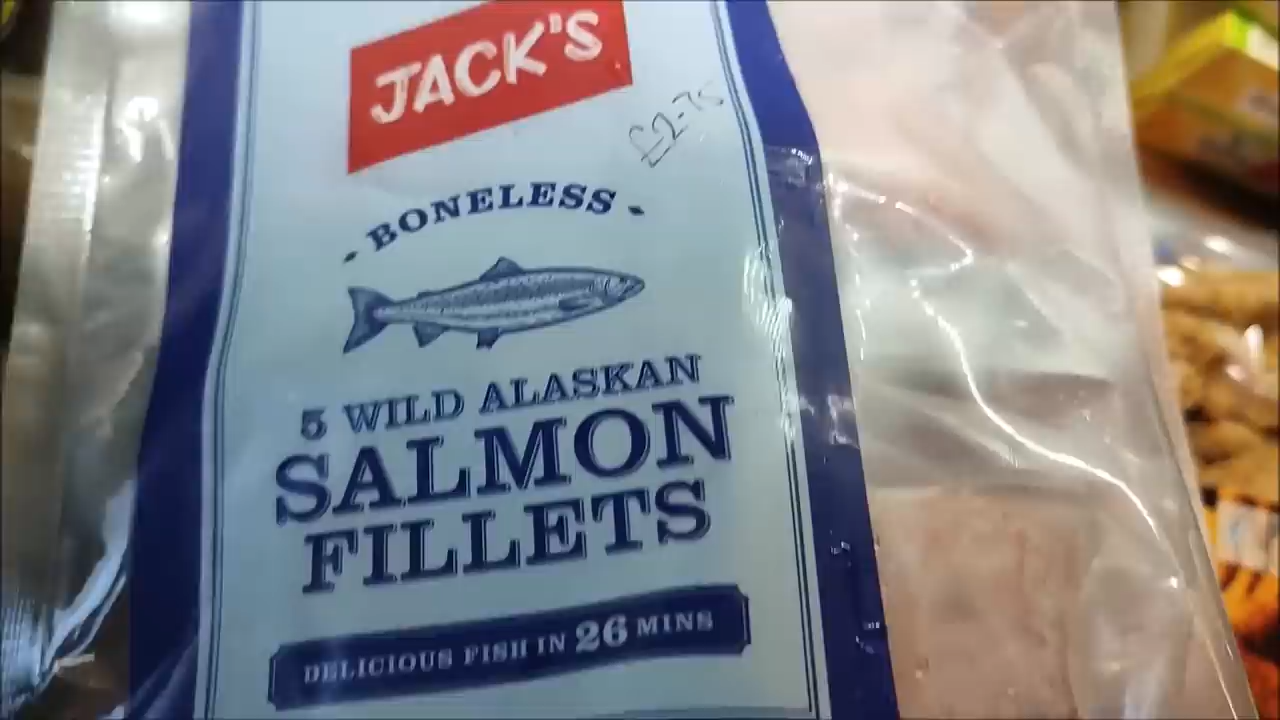 JACK'S
£2-75
- BONELESS -
5 WILD ALASKAN
SALMON
FILLETS
DELICIOUS FISH IN 26 MINS